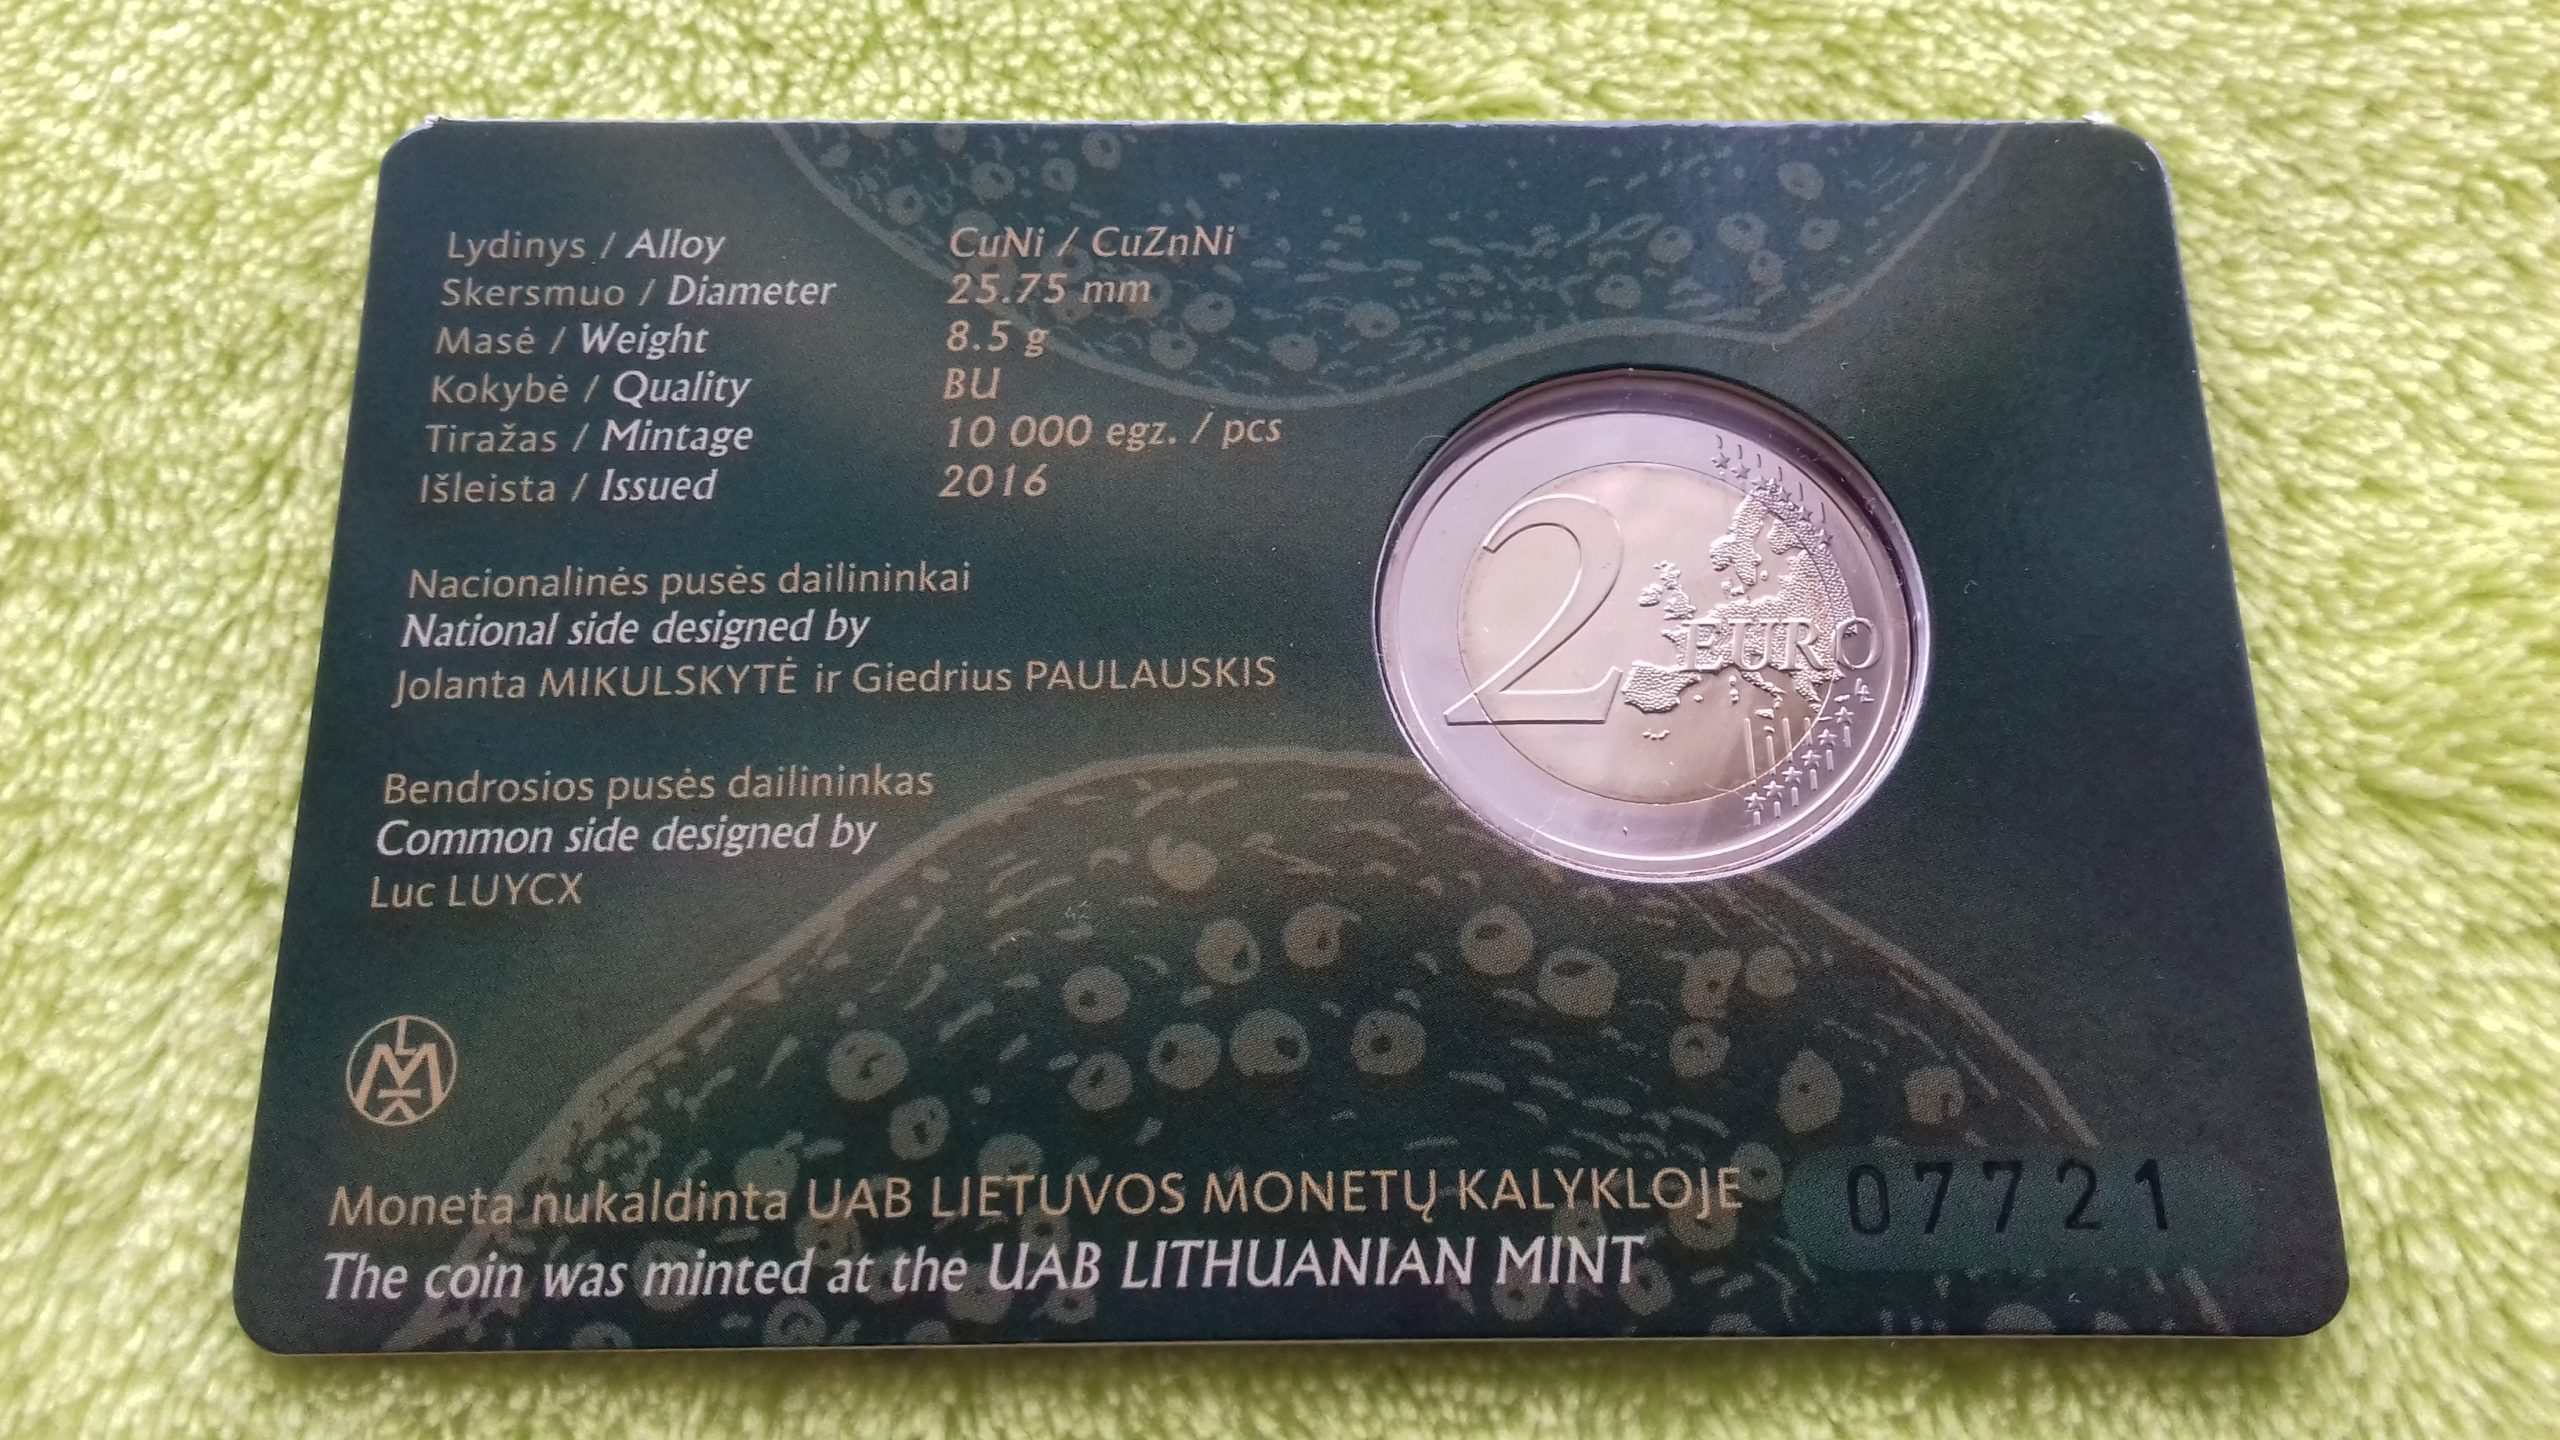 Lydinys / Alloy CuNi / CuZnNi
Skersmuo / Diameter 25.75 mm
Masė / Weight 8.5 g
Kokybė / Quality BU
Tiražas / Mintage 10 000 egz. / pcs
Išleista / Issued 2016
Nacionalinės pusės dailininkai
National side designed by
Jolanta MIKULSKYTĖ ir Giedrius PAULAUSKIS
Bendrosios pusės dailininkas
Common side designed by
Luc LUYCX
2 EURO
LL
LMK
Moneta nukaldinta UAB LIETUVOS MONETŲ KALYKLOJE
The coin was minted at the UAB LITHUANIAN MINT
07721